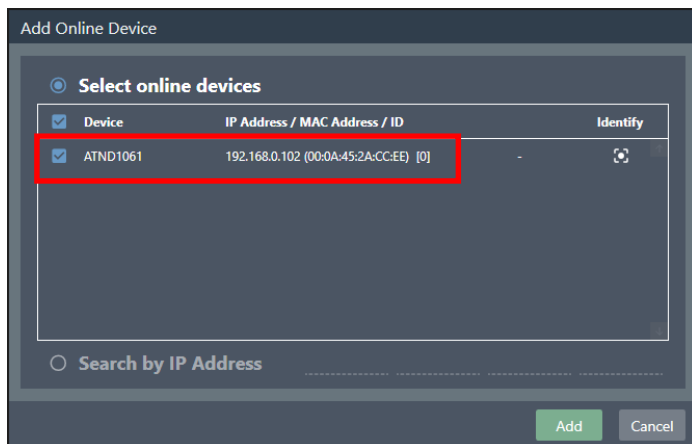 Add Online Device
Select online devices
Device IP Address / MAC Address / ID Identify
ATND1061 192.168.0.102 (00:0A:45:2A:CC:EE) [0] -
Search by IP Address
Add Cancel